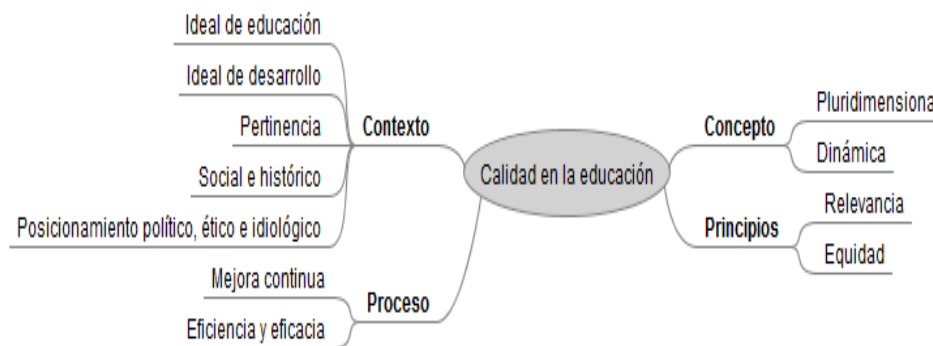 Ideal de educación
Ideal de desarrollo
Pertinencia
Social e histórico
Posicionamiento político, ético e idiológico
Contexto
Mejora continua
Eficiencia y eficacia
Proceso
Calidad en la educación
Concepto
Pluridimensiona
Dinámica
Principios
Relevancia
Equidad